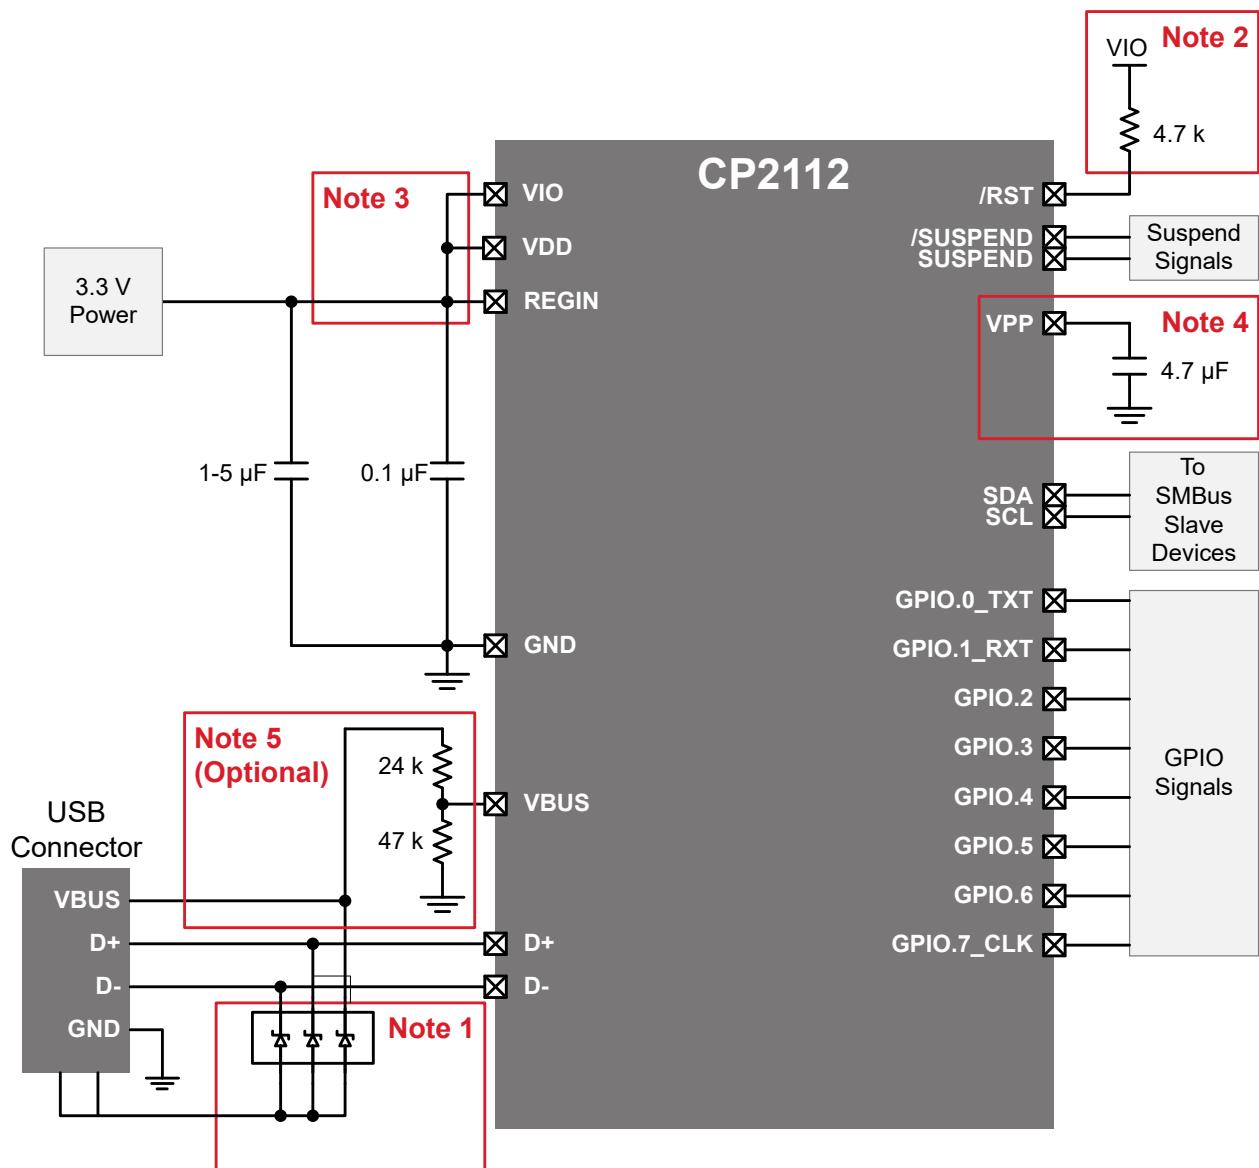 Note 2
VIO
4.7 k
CP2112
Note 3
VIO
VDD
REGIN
3.3 V
Power
/RST
/SUSPEND
SUSPEND
Suspend
Signals
VPP
Note 4
4.7 µF
1-5 µF
0.1 µF
SDA
SCL
To
SMBus
Slave
Devices
GND
GPIO.0_TXT
GPIO.1_RXT
GPIO.2
GPIO.3
GPIO.4
GPIO.5
GPIO.6
GPIO.7_CLK
GPIO
Signals
Note 5
(Optional)
24 k
47 k
VBUS
USB
Connector
VBUS
D+
D-
GND
D+
D-
Note 1